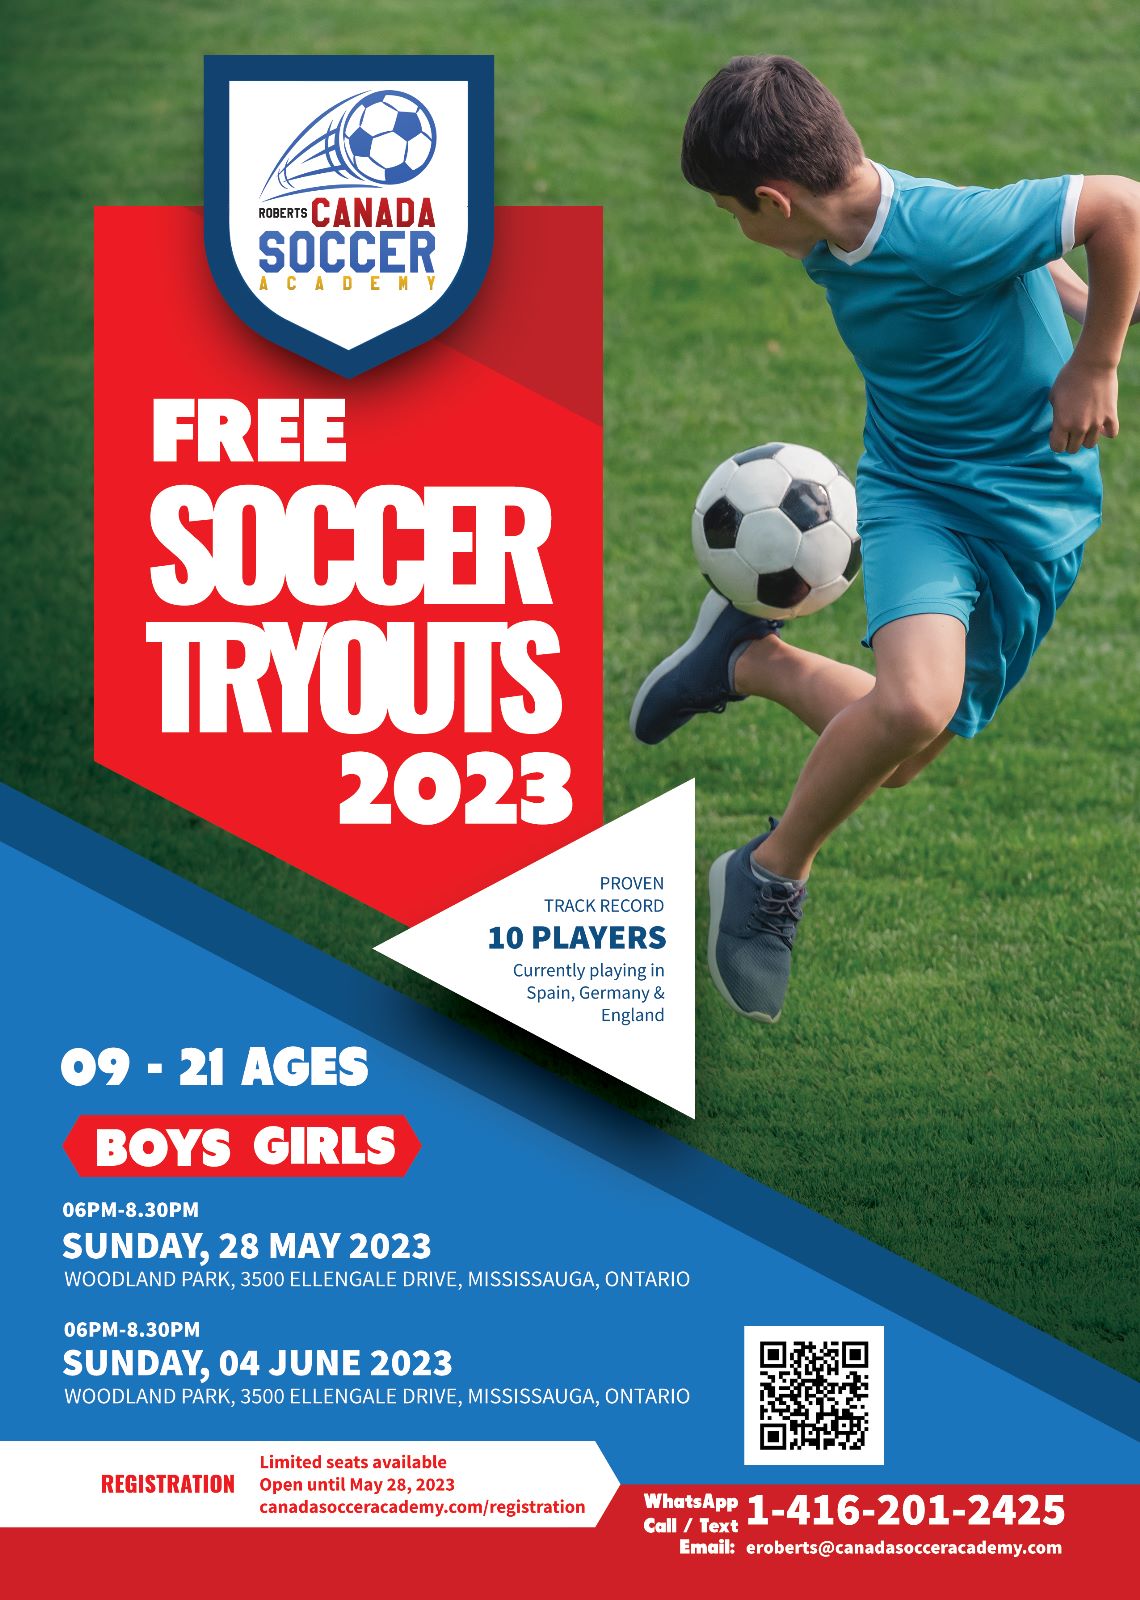 ROBERTS CANADA
SOCCER
ACADEMY
FREE
SOCCER
TRYOUTS
2023
PROVEN
TRACK RECORD
10 PLAYERS
Currently playing in
Spain, Germany &
England
09 - 21 AGES
BOYS GIRLS
06PM-8.30PM
SUNDAY, 28 MAY 2023
WOODLAND PARK, 3500 ELLENGALE DRIVE, MISSISSAUGA, ONTARIO
06PM-8.30PM
SUNDAY, 04 JUNE 2023
WOODLAND PARK, 3500 ELLENGALE DRIVE, MISSISSAUGA, ONTARIO
REGISTRATION
Limited seats available
Open until May 28, 2023
canadasocceracademy.com/registration
WhatsApp
Call / Text
1-416-201-2425
Email: eroberts@canadasocceracademy.com